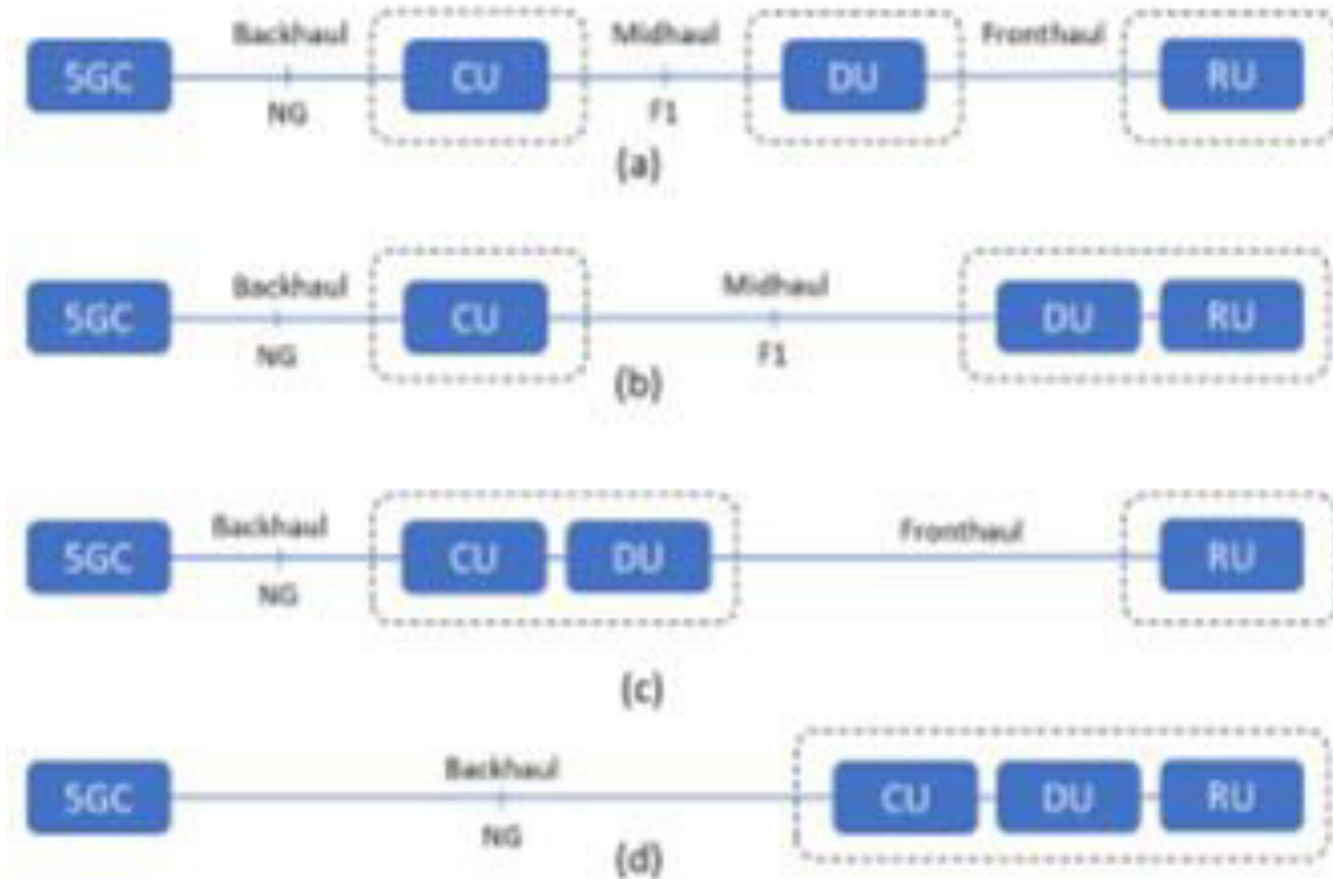 Backhaul Midhaul Fronthaul
5GC CU DU RU
NG F1
(a)
Backhaul Midhaul
5GC CU DU RU
NG F1
(b)
Backhaul Fronthaul
5GC CU DU RU
NG
(c)
Backhaul
5GC CU DU RU
NG
(d)